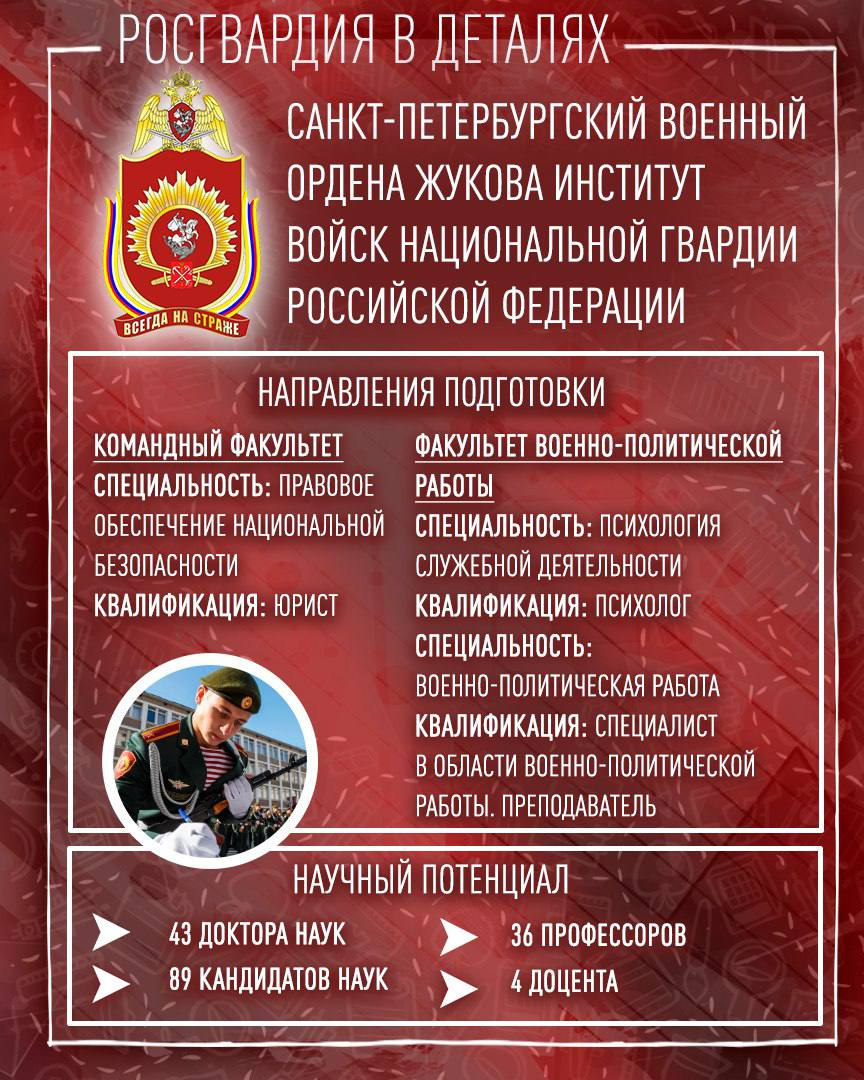 РОСГВАРДИЯ В ДЕТАЛЯХ
САНКТ-ПЕТЕРБУРГСКИЙ ВОЕННЫЙ
ОРДЕНА ЖУКОВА ИНСТИТУТ
ВОЙСК НАЦИОНАЛЬНОЙ ГВАРДИИ
РОССИЙСКОЙ ФЕДЕРАЦИИ
ВСЕГДА НА СТРАЖЕ
НАПРАВЛЕНИЯ ПОДГОТОВКИ
КОМАНДНЫЙ ФАКУЛЬТЕТ
СПЕЦИАЛЬНОСТЬ: ПРАВОВОЕ
ОБЕСПЕЧЕНИЕ НАЦИОНАЛЬНОЙ
БЕЗОПАСНОСТИ
КВАЛИФИКАЦИЯ: ЮРИСТ
ФАКУЛЬТЕТ ВОЕННО-ПОЛИТИЧЕСКОЙ
РАБОТЫ
СПЕЦИАЛЬНОСТЬ: ПСИХОЛОГИЯ
СЛУЖЕБНОЙ ДЕЯТЕЛЬНОСТИ
КВАЛИФИКАЦИЯ: ПСИХОЛОГ
СПЕЦИАЛЬНОСТЬ:
ВОЕННО-ПОЛИТИЧЕСКАЯ РАБОТА
КВАЛИФИКАЦИЯ: СПЕЦИАЛИСТ
В ОБЛАСТИ ВОЕННО-ПОЛИТИЧЕСКОЙ
РАБОТЫ. ПРЕПОДАВАТЕЛЬ
НАУЧНЫЙ ПОТЕНЦИАЛ
43 ДОКТОРА НАУК
89 КАНДИДАТОВ НАУК
36 ПРОФЕССОРОВ
4 ДОЦЕНТА